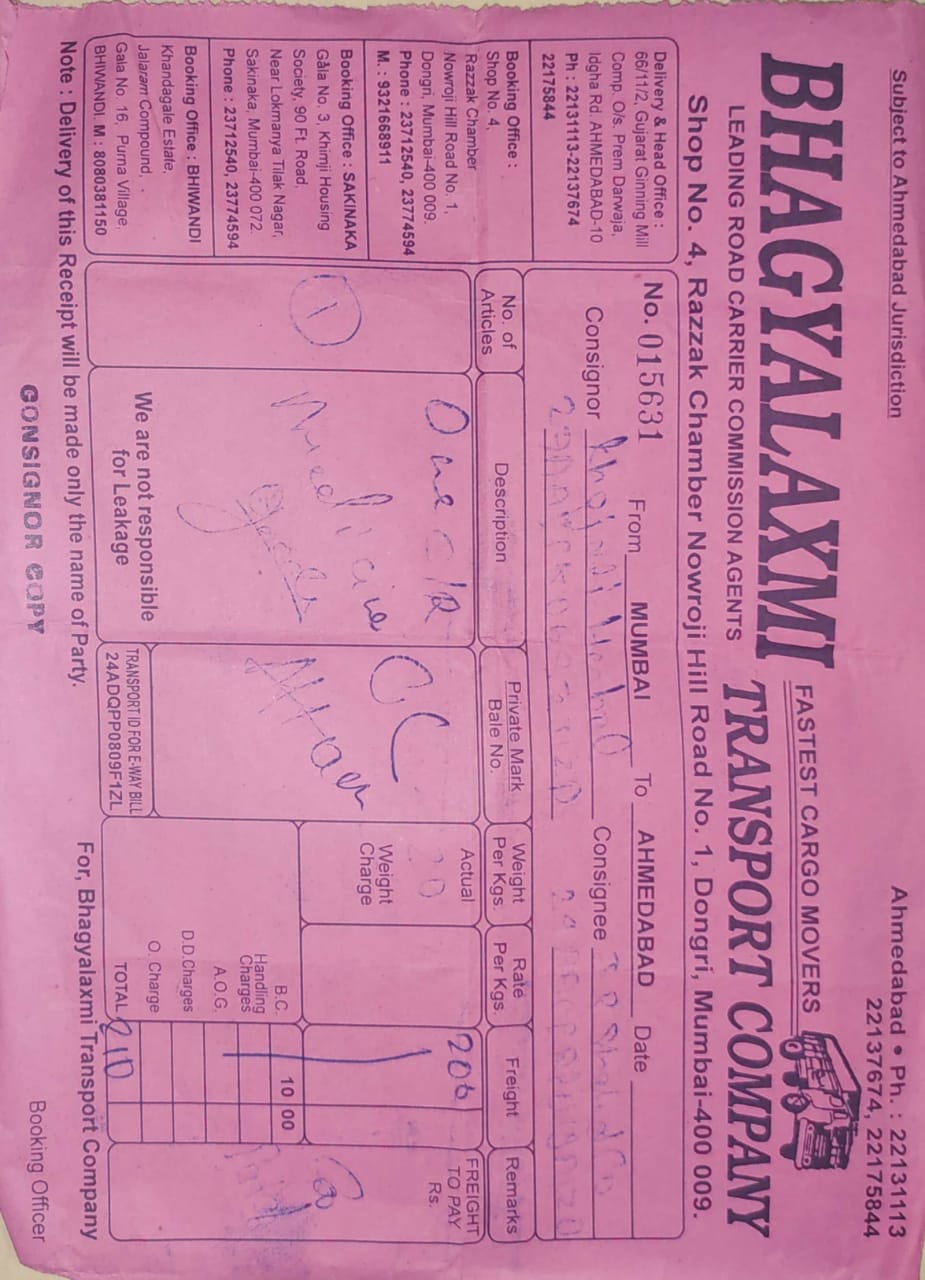 Subject to Ahmedabad Jurisdiction
Ahmedabad • Ph. : 22131113
22137674, 22175844
BHAGYALAXMI
FASTEST CARGO MOVERS
TRANSPORT COMPANY
LEADING ROAD CARRIER COMMISSION AGENTS
Shop No. 4, Razzak Chamber Nowroji Hill Road No. 1, Dongri, Mumbai-400 009.
Delivery & Head Office :
66/11/2, Gujarat Ginning Mill
Comp. O/s. Prem Darwaja,
Idgha Rd. AHMEDABAD-10
Ph : 22131113-22137674
22175844
Booking Office :
Shop No. 4,
Razzak Chamber
Nowroji Hill Road No. 1,
Dongri, Mumbai-400 009.
Phone : 23712540, 23774594
M. : 9321668911
Booking Office : SAKINAKA
Gala No. 3, Khimji Housing
Society, 90 Ft. Road,
Near Lokmanya Tilak Nagar,
Sakinaka, Mumbai-400 072
Phone : 23712540, 23774594
Booking Office : BHIWANDI
Khandagale Estate,
Jalaram Compound,
Gala No. 16, Purna Village,
BHIWANDI. M : 8080381150
No. 015631 From MUMBAI To AHMEDABAD Date
Consignor Consignee
No. of Articles
Description
Private Mark Bale No.
Weight Per Kgs.
Rate Per Kgs.
Freight
Remarks
1
One
Medicine
We are not responsible
for Leakage
TRANSPORT ID FOR E-WAY BILL
24ADQPP0809F1ZL
Actual
20
Weight
Charge
200
FREIGHT
TO PAY
Rs.
B.C. 10 00
Handling
Charges
A.O.G.
D.D.Charges
O. Charge
TOTAL 210
Note : Delivery of this Receipt will be made only the name of Party.
For, Bhagyalaxmi Transport Company
CONSIGNOR COPY
Booking Officer